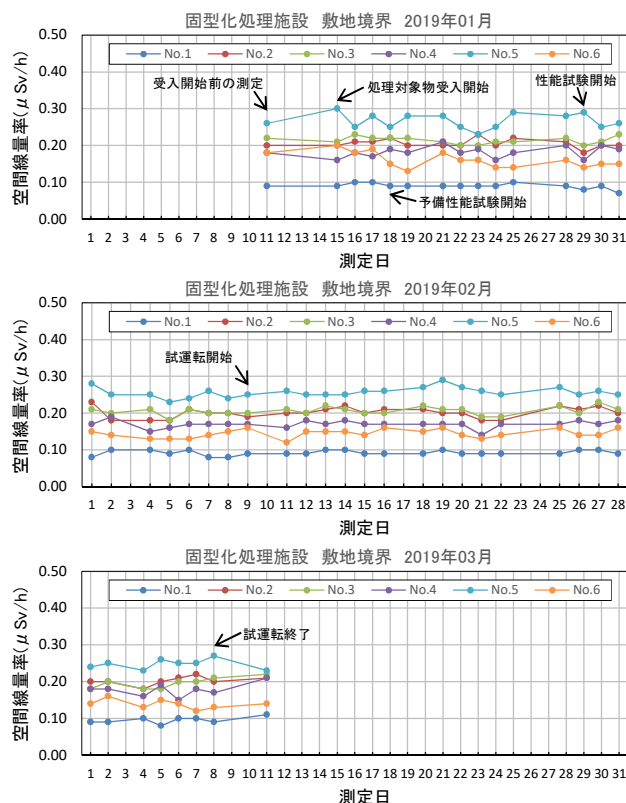 固型化処理施設 敷地境界 2019年01月
0.50
0.40
0.30
0.20
0.10
0.00
空間線量率(μSv/h)
No.1 No.2 No.3 No.4 No.5 No.6
受入開始前の測定
処理対象物受入開始
性能試験開始
予備性能試験開始
1 2 3 4 5 6 7 8 9 10 11 12 13 14 15 16 17 18 19 20 21 22 23 24 25 26 27 28 29 30 31
測定日
固型化処理施設 敷地境界 2019年02月
0.50
0.40
0.30
0.20
0.10
0.00
空間線量率(μSv/h)
No.1 No.2 No.3 No.4 No.5 No.6
試運転開始
1 2 3 4 5 6 7 8 9 10 11 12 13 14 15 16 17 18 19 20 21 22 23 24 25 26 27 28
測定日
固型化処理施設 敷地境界 2019年03月
0.50
0.40
0.30
0.20
0.10
0.00
空間線量率(μSv/h)
No.1 No.2 No.3 No.4 No.5 No.6
試運転終了
1 2 3 4 5 6 7 8 9 10 11 12 13 14 15 16 17 18 19 20 21 22 23 24 25 26 27 28 29 30 31
測定日